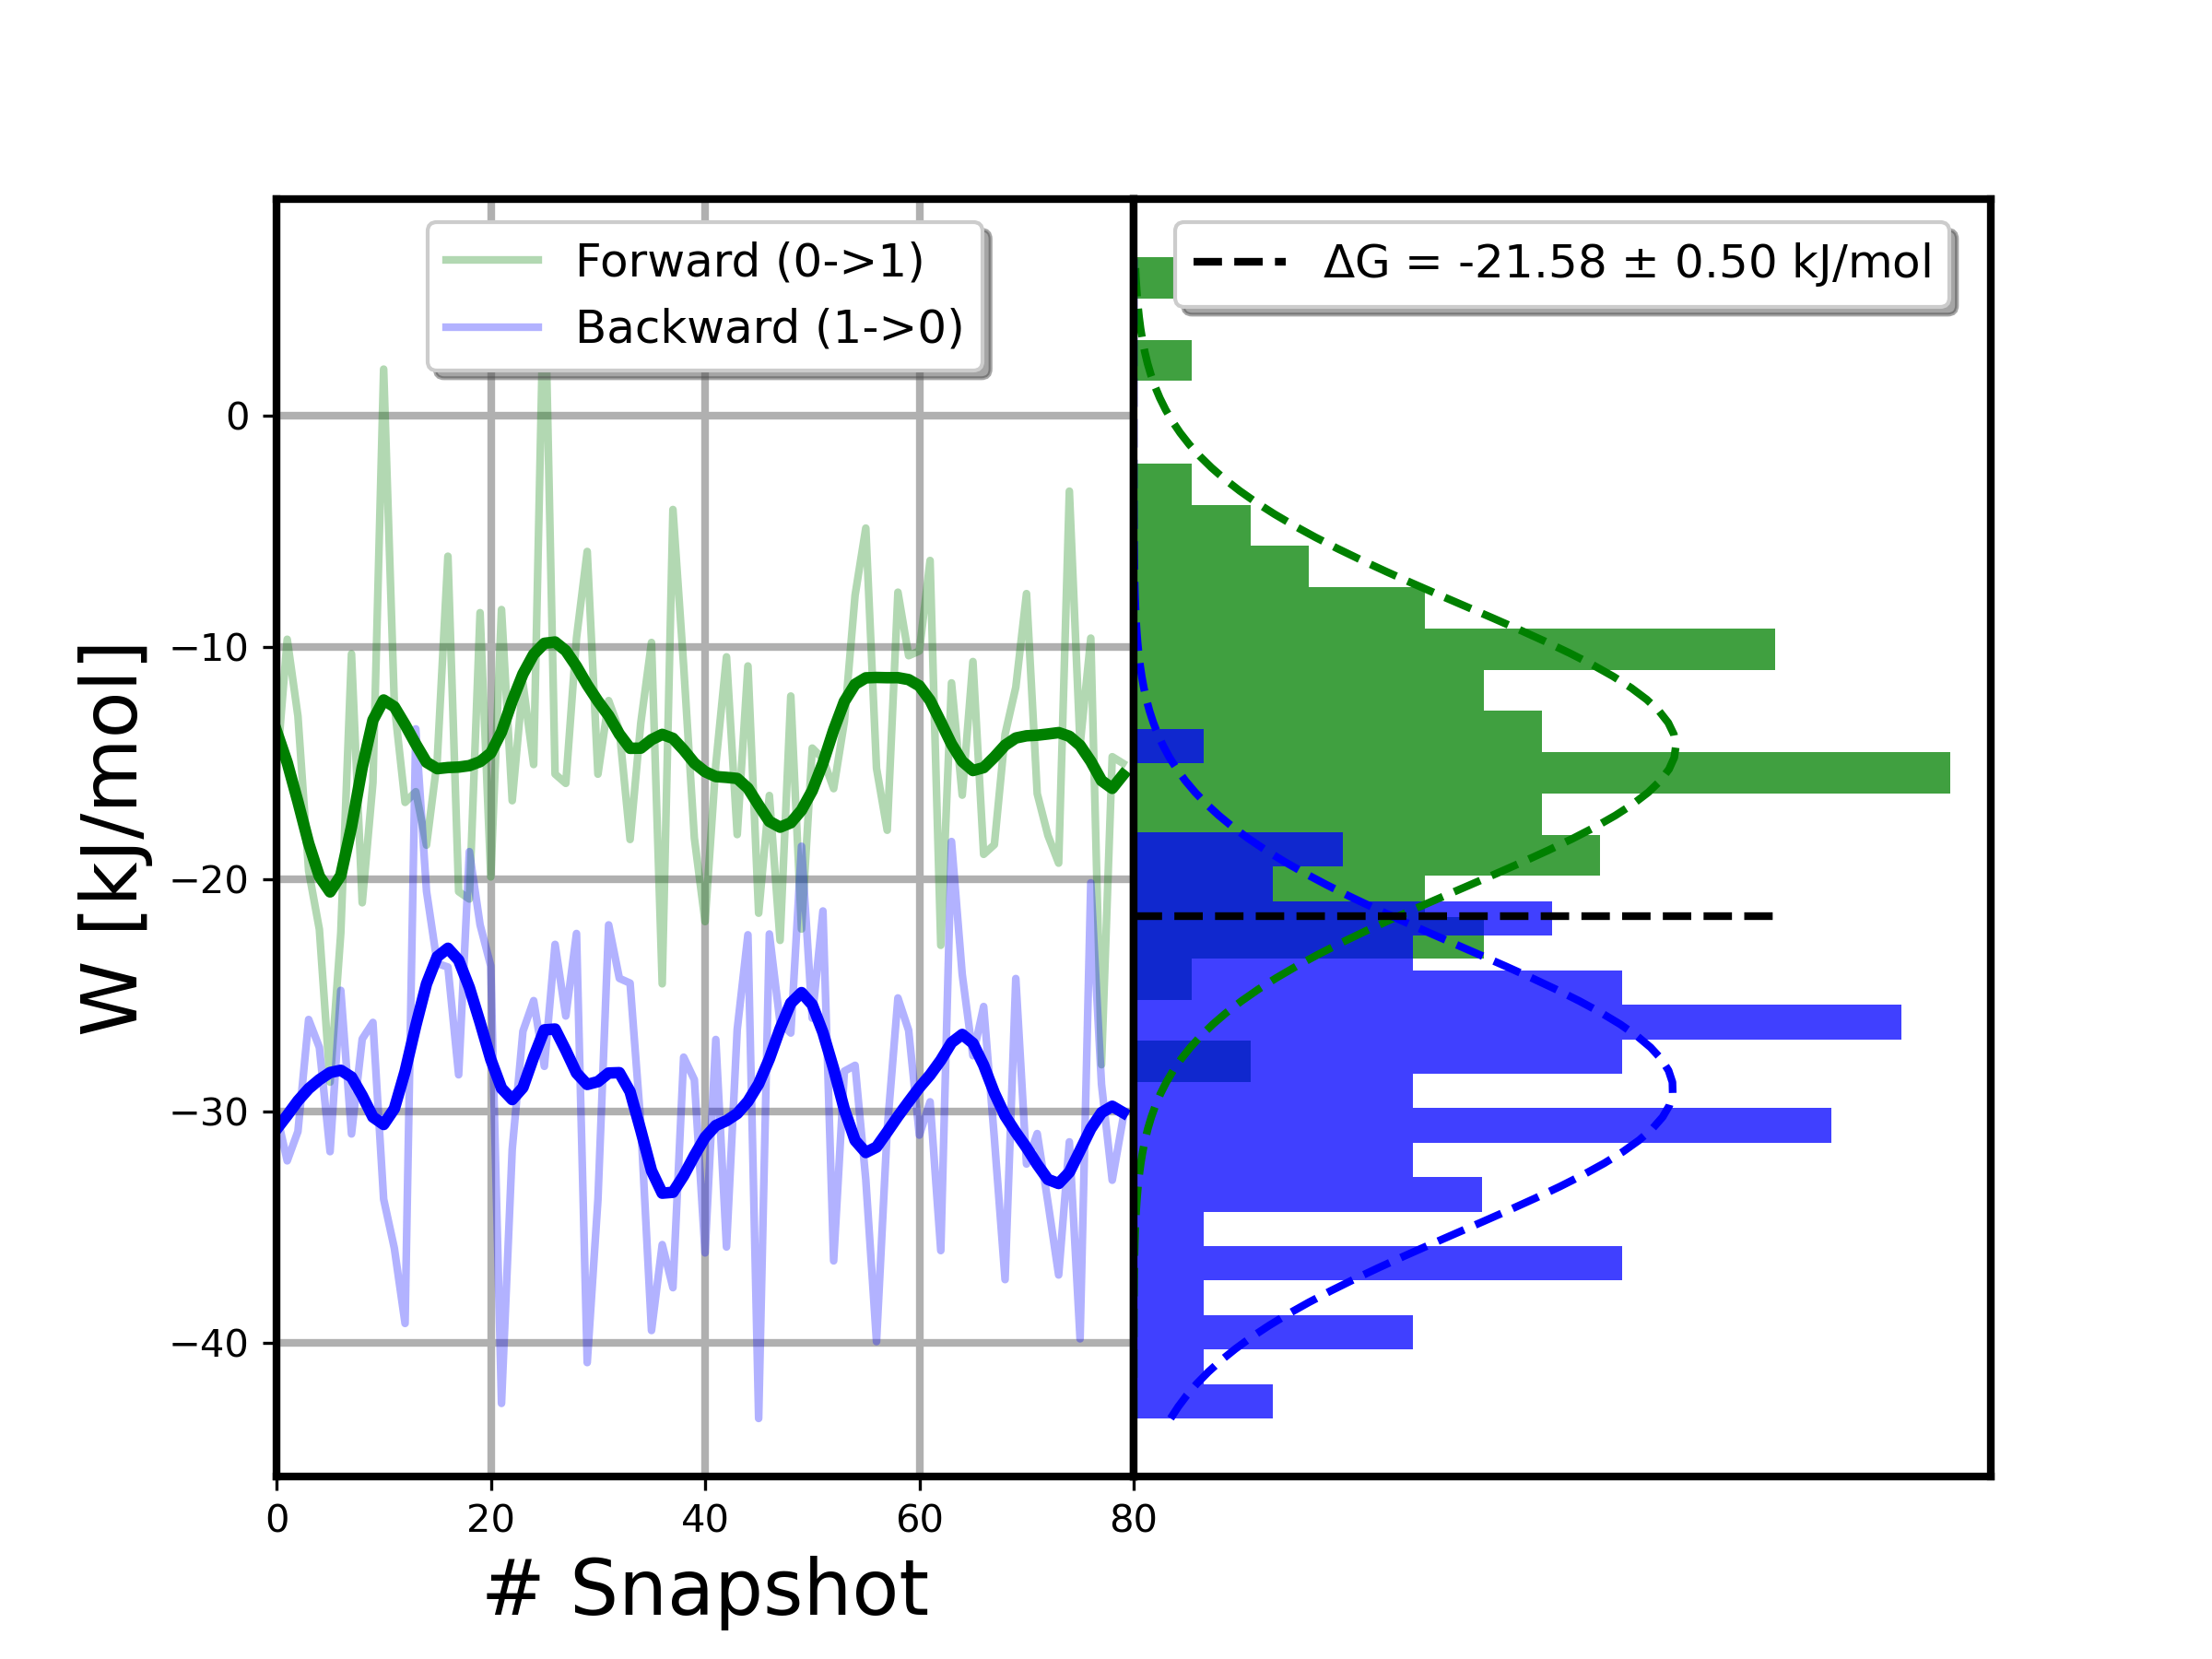 Forward (0->1)
Backward (1->0)
ΔG = -21.58 ± 0.50 kJ/mol
W [kJ/mol]
0
−10
−20
−30
−40
0
20
40
60
80
# Snapshot